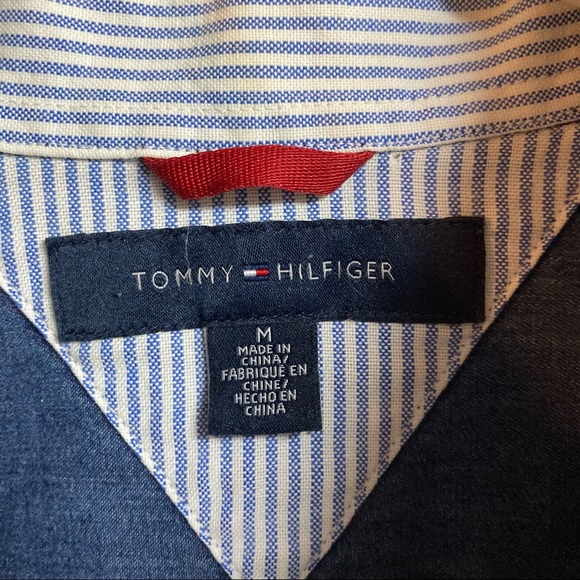 TOMMY HILFIGER
M
MADE IN
CHINA/
FABRIQUÉ EN
CHINE/
HECHO EN
CHINA